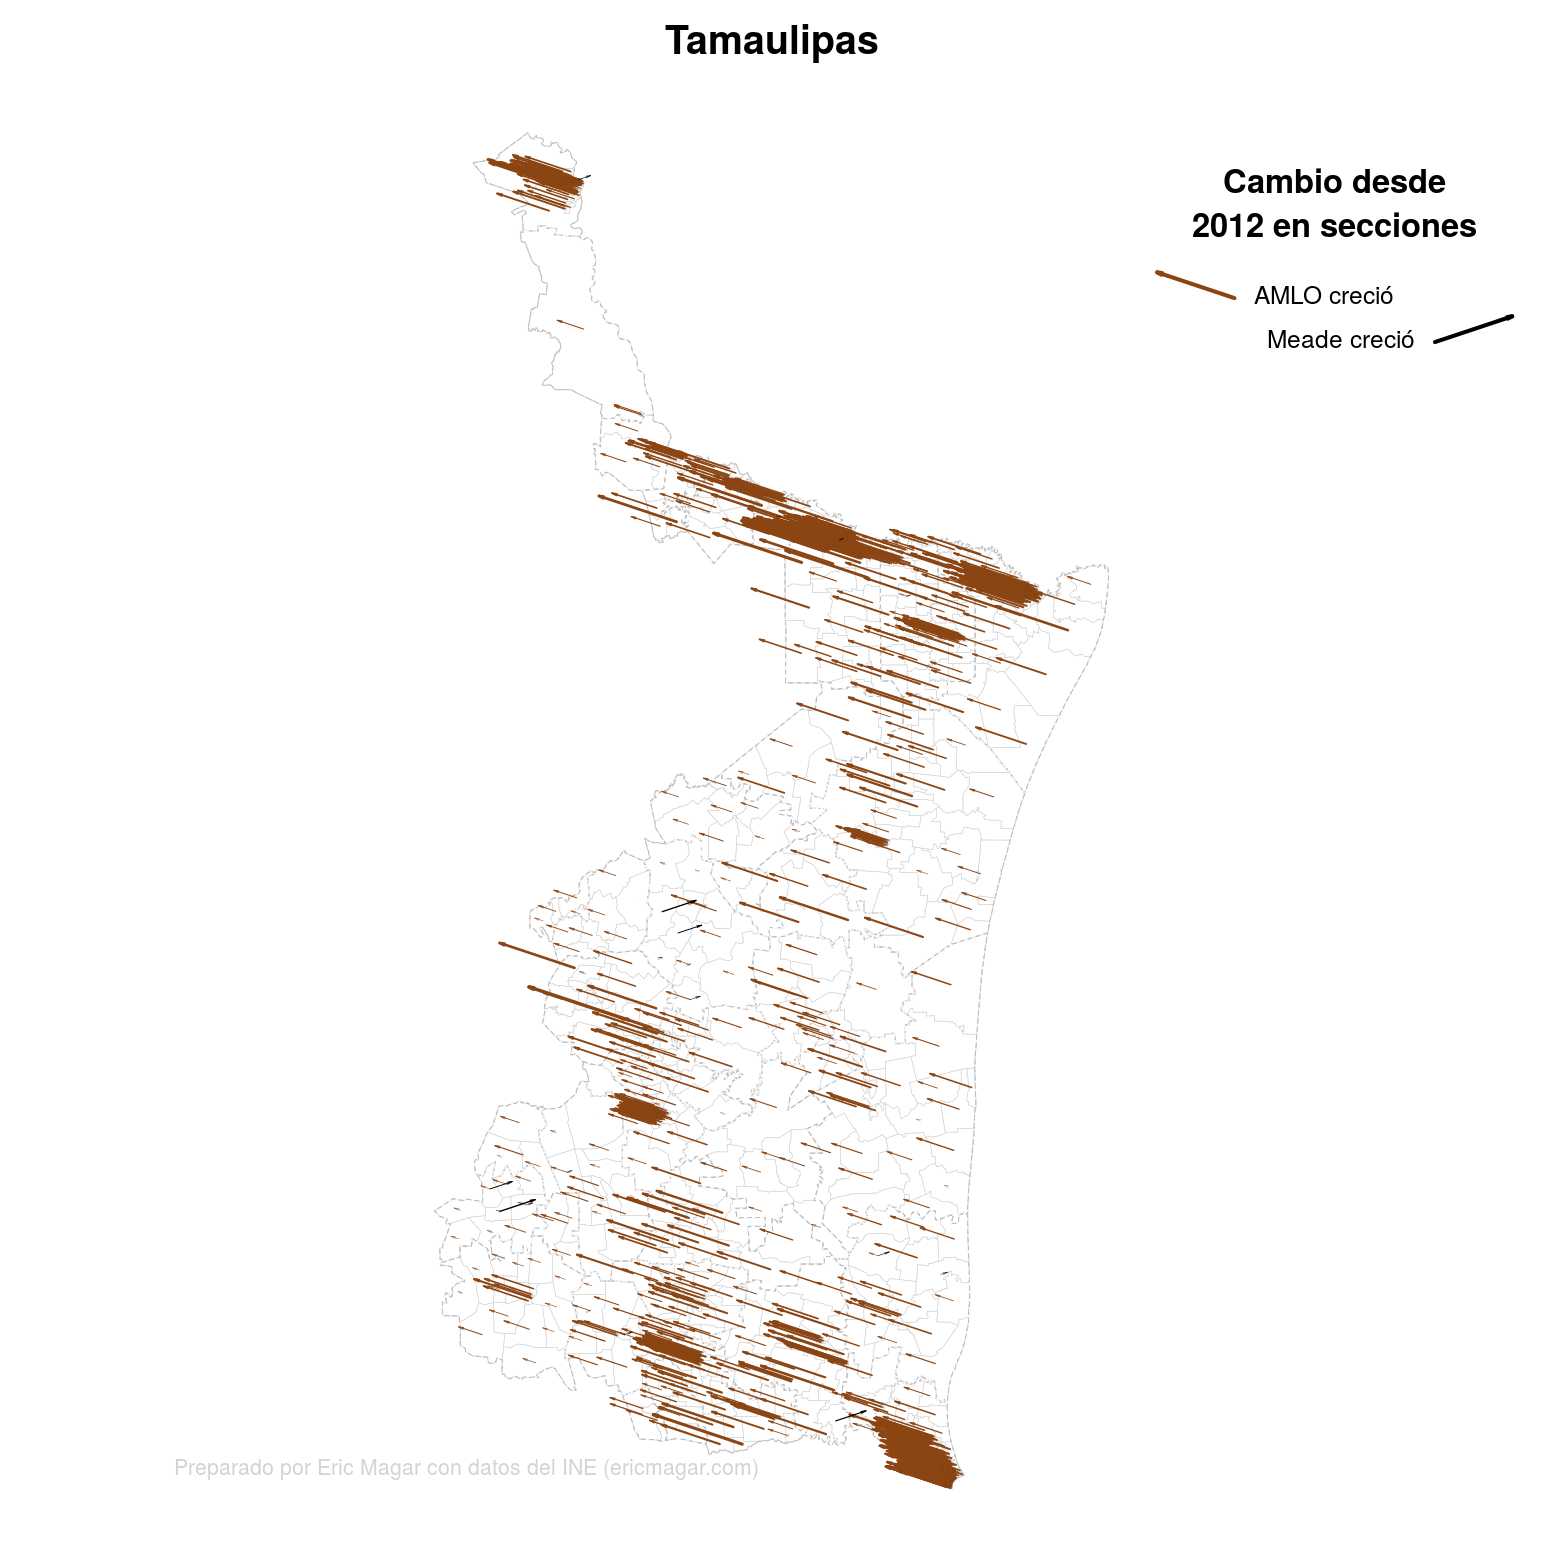 Tamaulipas
Cambio desde
2012 en secciones
AMLO creció
Meade creció
Preparado por Eric Magar con datos del INE (ericmagar.com)